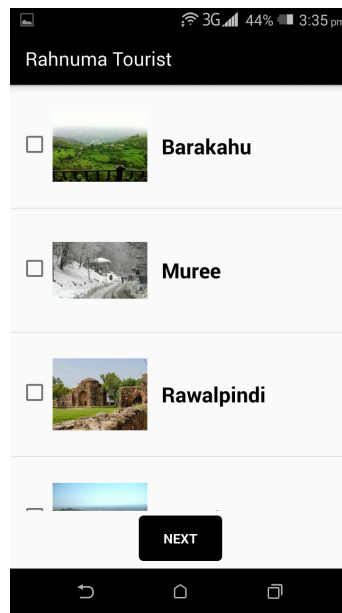 3G 44% 3:35 pm
Rahnuma Tourist
Barakahu
Muree
Rawalpindi
NEXT